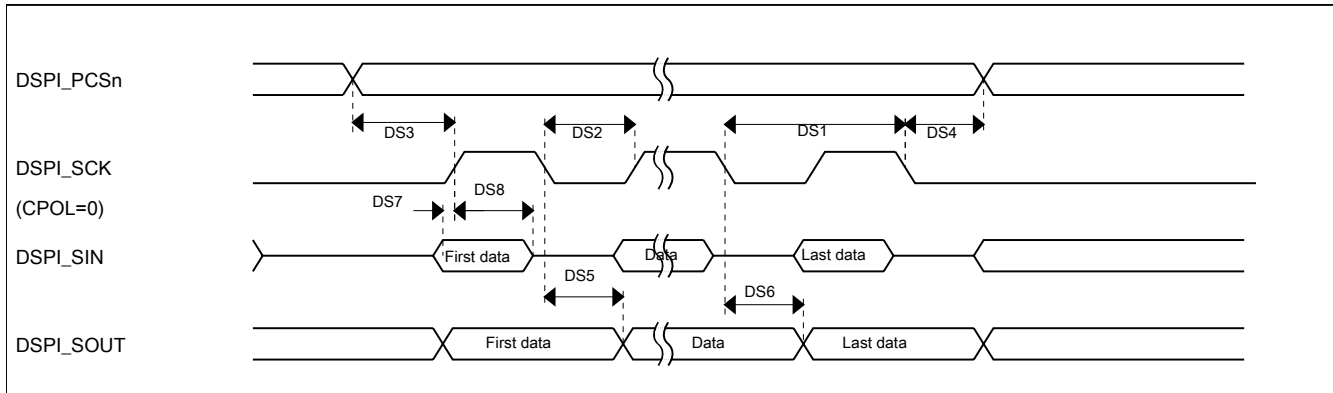 DSPI_PCSn
DS3
DS2
DS1
DS4
DSPI_SCK
(CPOL=0)
DS7
DS8
DSPI_SIN
First data
Data
Last data
DS5
DS6
DSPI_SOUT
First data
Data
Last data